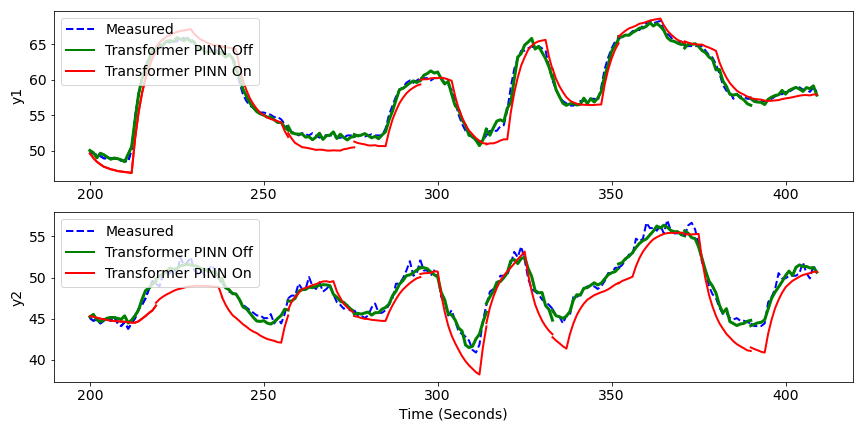 Measured
Transformer PINN Off
Transformer PINN On
y1
65
60
55
50
200
250
300
350
400
Measured
Transformer PINN Off
Transformer PINN On
y2
55
50
45
40
200
250
300
350
400
Time (Seconds)